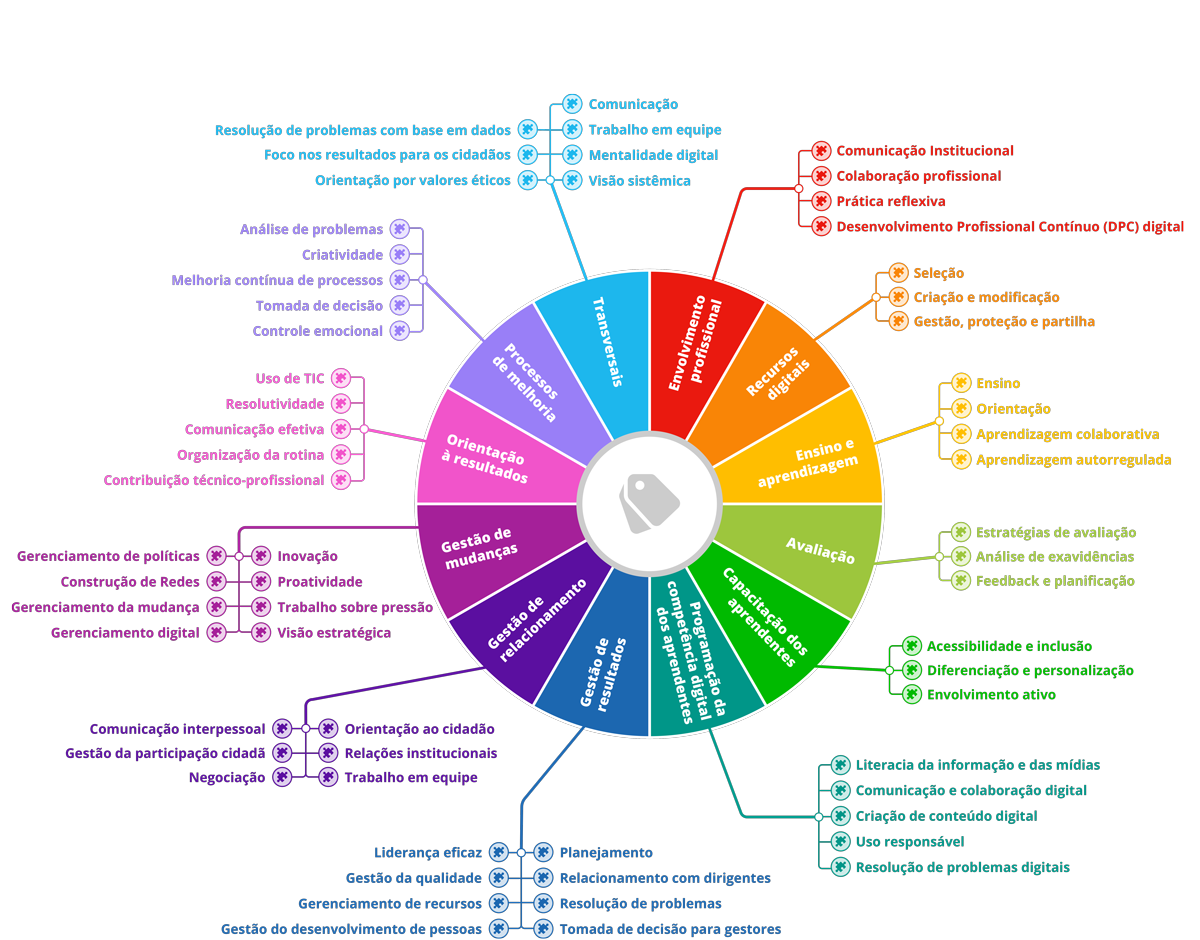 Comunicação
Trabalho em equipe
Mentalidade digital
Visão sistêmica
Resolução de problemas com base em dados
Foco nos resultados para os cidadãos
Orientação por valores éticos
Transversais
Comunicação Institucional
Colaboração profissional
Prática reflexiva
Desenvolvimento Profissional Contínuo (DPC) digital
Envolvimento
profissional
Seleção
Criação e modificação
Gestão, proteção e partilha
Recursos
digitais
Ensino
Orientação
Aprendizagem colaborativa
Aprendizagem autorregulada
Ensino e
aprendizagem
Estratégias de avaliação
Análise de exavidências
Feedback e planificação
Avaliação
Acessibilidade e inclusão
Diferenciação e personalização
Envolvimento ativo
Capacitação dos
aprendentes
Literacia da informação e das mídias
Comunicação e colaboração digital
Criação de conteúdo digital
Uso responsável
Resolução de problemas digitais
Programação da
competência digital
dos aprendentes
Liderança eficaz
Gestão da qualidade
Gerenciamento de recursos
Gestão do desenvolvimento de pessoas
Planejamento
Relacionamento com dirigentes
Resolução de problemas
Tomada de decisão para gestores
Gestão de
resultados
Comunicação interpessoal
Gestão da participação cidadã
Negociação
Orientação ao cidadão
Relações institucionais
Trabalho em equipe
Gestão de
relacionamento
Gerenciamento de políticas
Construção de Redes
Gerenciamento da mudança
Gerenciamento digital
Inovação
Proatividade
Trabalho sobre pressão
Visão estratégica
Gestão de
mudanças
Uso de TIC
Resolutividade
Comunicação efetiva
Organização da rotina
Contribuição técnico-profissional
Orientação
à resultados
Análise de problemas
Criatividade
Melhoria contínua de processos
Tomada de decisão
Controle emocional
Processos
de melhoria